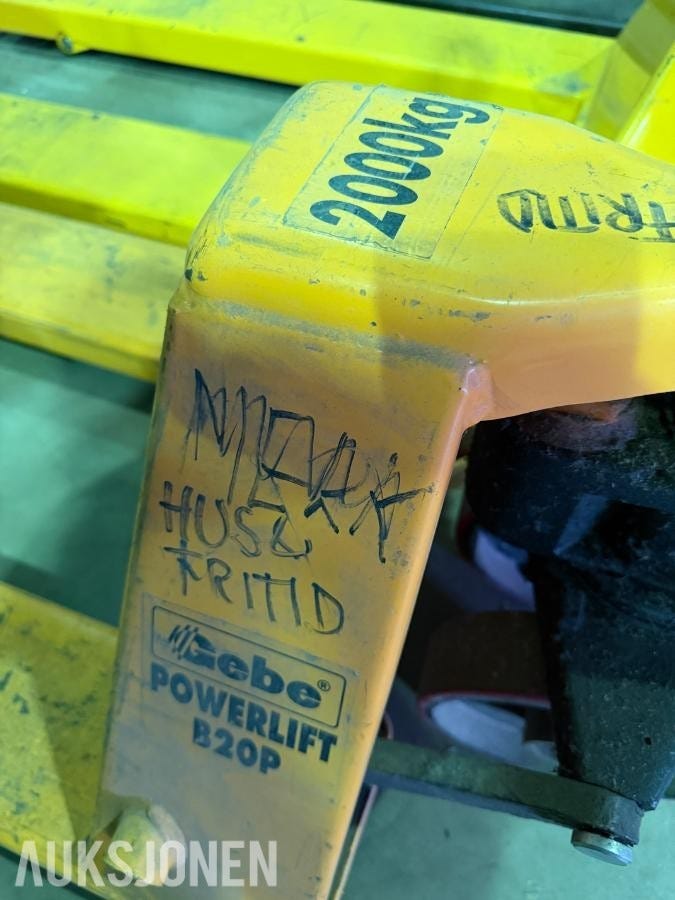 2000kg
FRITID
HUS &
FRITID
Gebe®
POWERLIFT
B20P
AUKSJONEN